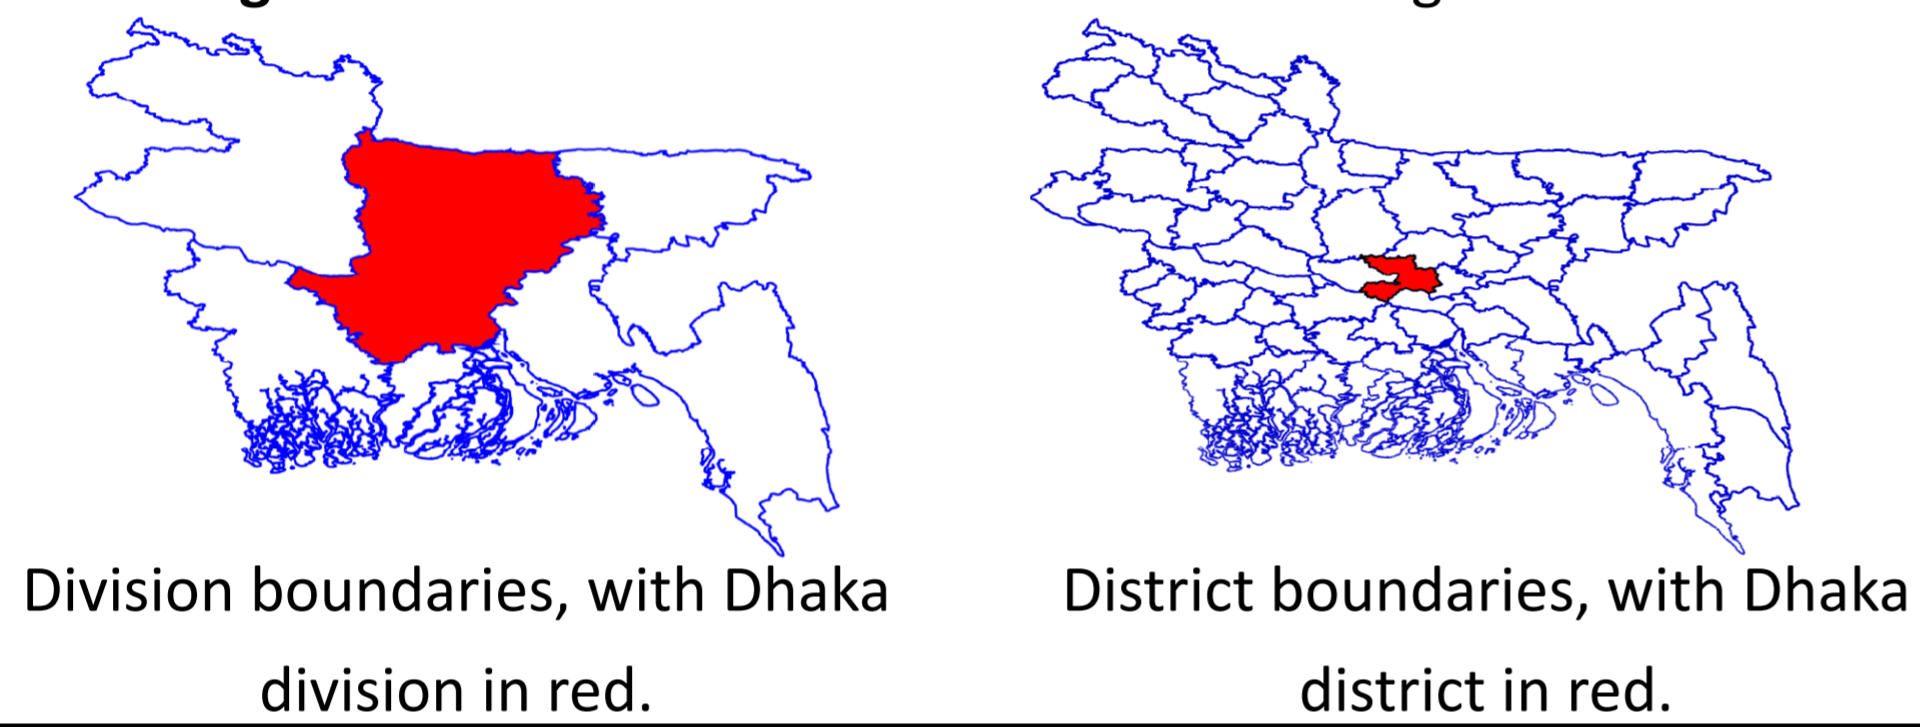 Division boundaries, with Dhaka
division in red.
District boundaries, with Dhaka
district in red.